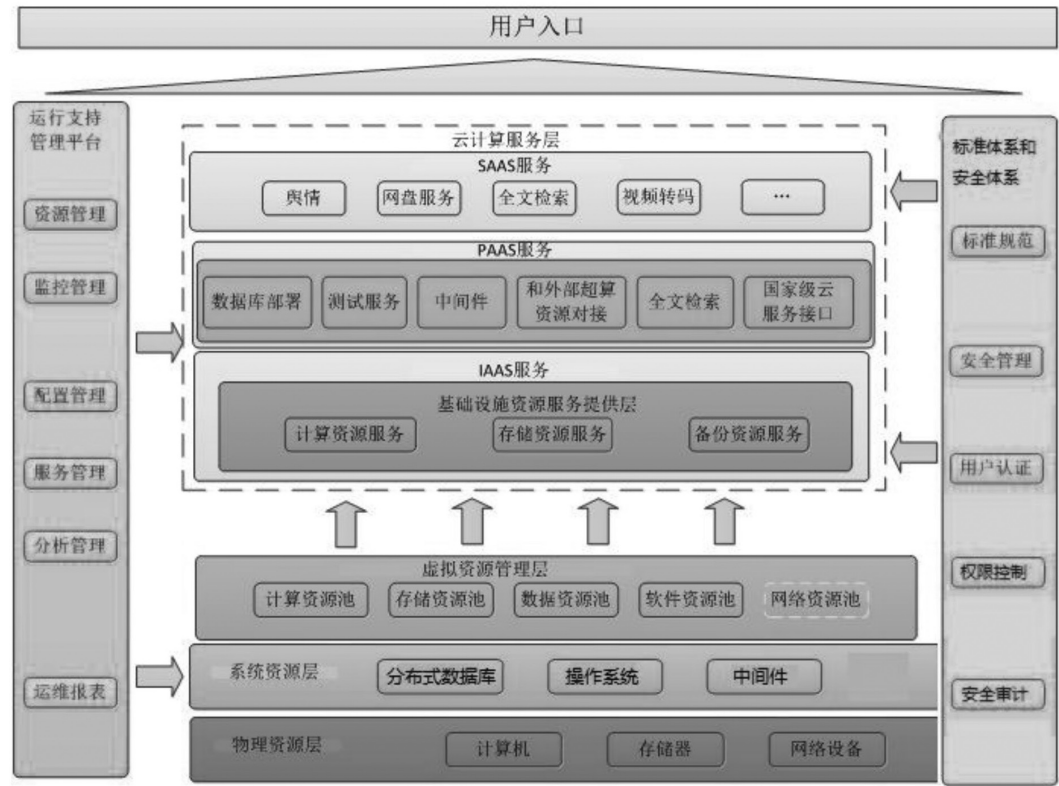 用户入口
运行支持
管理平台
资源管理
监控管理
配置管理
服务管理
分析管理
运维报表
云计算服务层
SAAS服务
舆情
网盘服务
全文检索
视频转码
…
PAAS服务
数据库部署
测试服务
中间件
和外部超算
资源对接
全文检索
国家级云
服务接口
IAAS服务
基础设施资源服务提供层
计算资源服务
存储资源服务
备份资源服务
虚拟资源管理层
计算资源池
存储资源池
数据资源池
软件资源池
网络资源池
系统资源层
分布式数据库
操作系统
中间件
物理资源层
计算机
存储器
网络设备
标准体系和
安全体系
标准规范
安全管理
用户认证
权限控制
安全审计